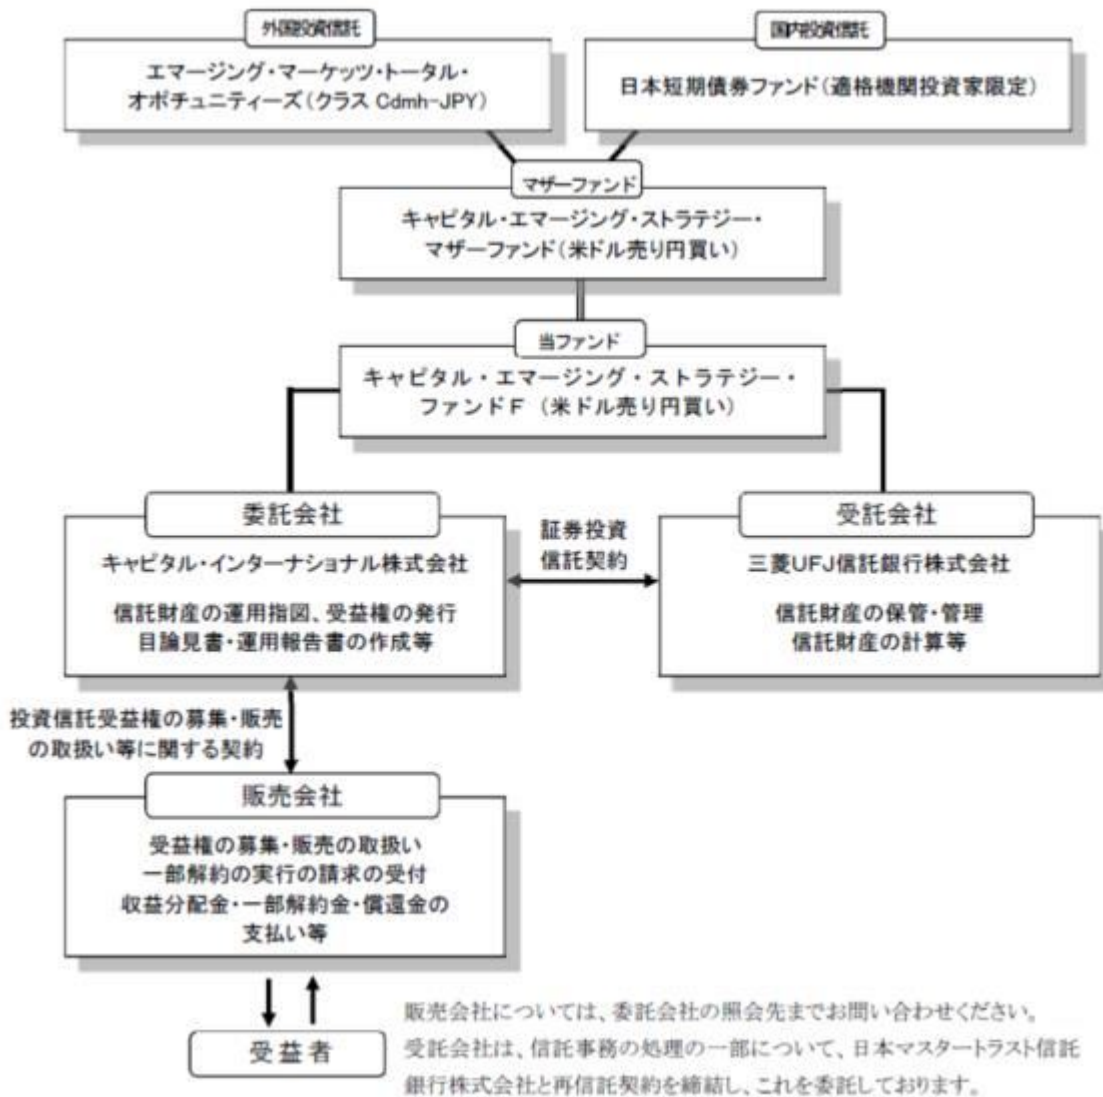 外国投資信託
エマージング・マーケッツ・トータル・
オポチュニティーズ(クラス Cdmh-JPY)
国内投資信託
日本短期債券ファンド(適格機関投資家限定)
マザーファンド
キャピタル・エマージング・ストラテジー・
マザーファンド(米ドル売り円買い)
当ファンド
キャピタル・エマージング・ストラテジー・
ファンドF (米ドル売り円買い)
委託会社
キャピタル・インターナショナル株式会社
信託財産の運用指図、受益権の発行
目論見書・運用報告書の作成等
証券投資
信託契約
受託会社
三菱UFJ信託銀行株式会社
信託財産の保管・管理
信託財産の計算等
投資信託受益権の募集・販売
の取扱い等に関する契約
販売会社
受益権の募集・販売の取扱い
一部解約の実行の請求の受付
収益分配金・一部解約金・償還金の
支払い等
受益者
販売会社については、委託会社の照会先までお問い合わせください。
受託会社は、信託事務の処理の一部について、日本マスタートラスト信託
銀行株式会社と再信託契約を締結し、これを委託しております。